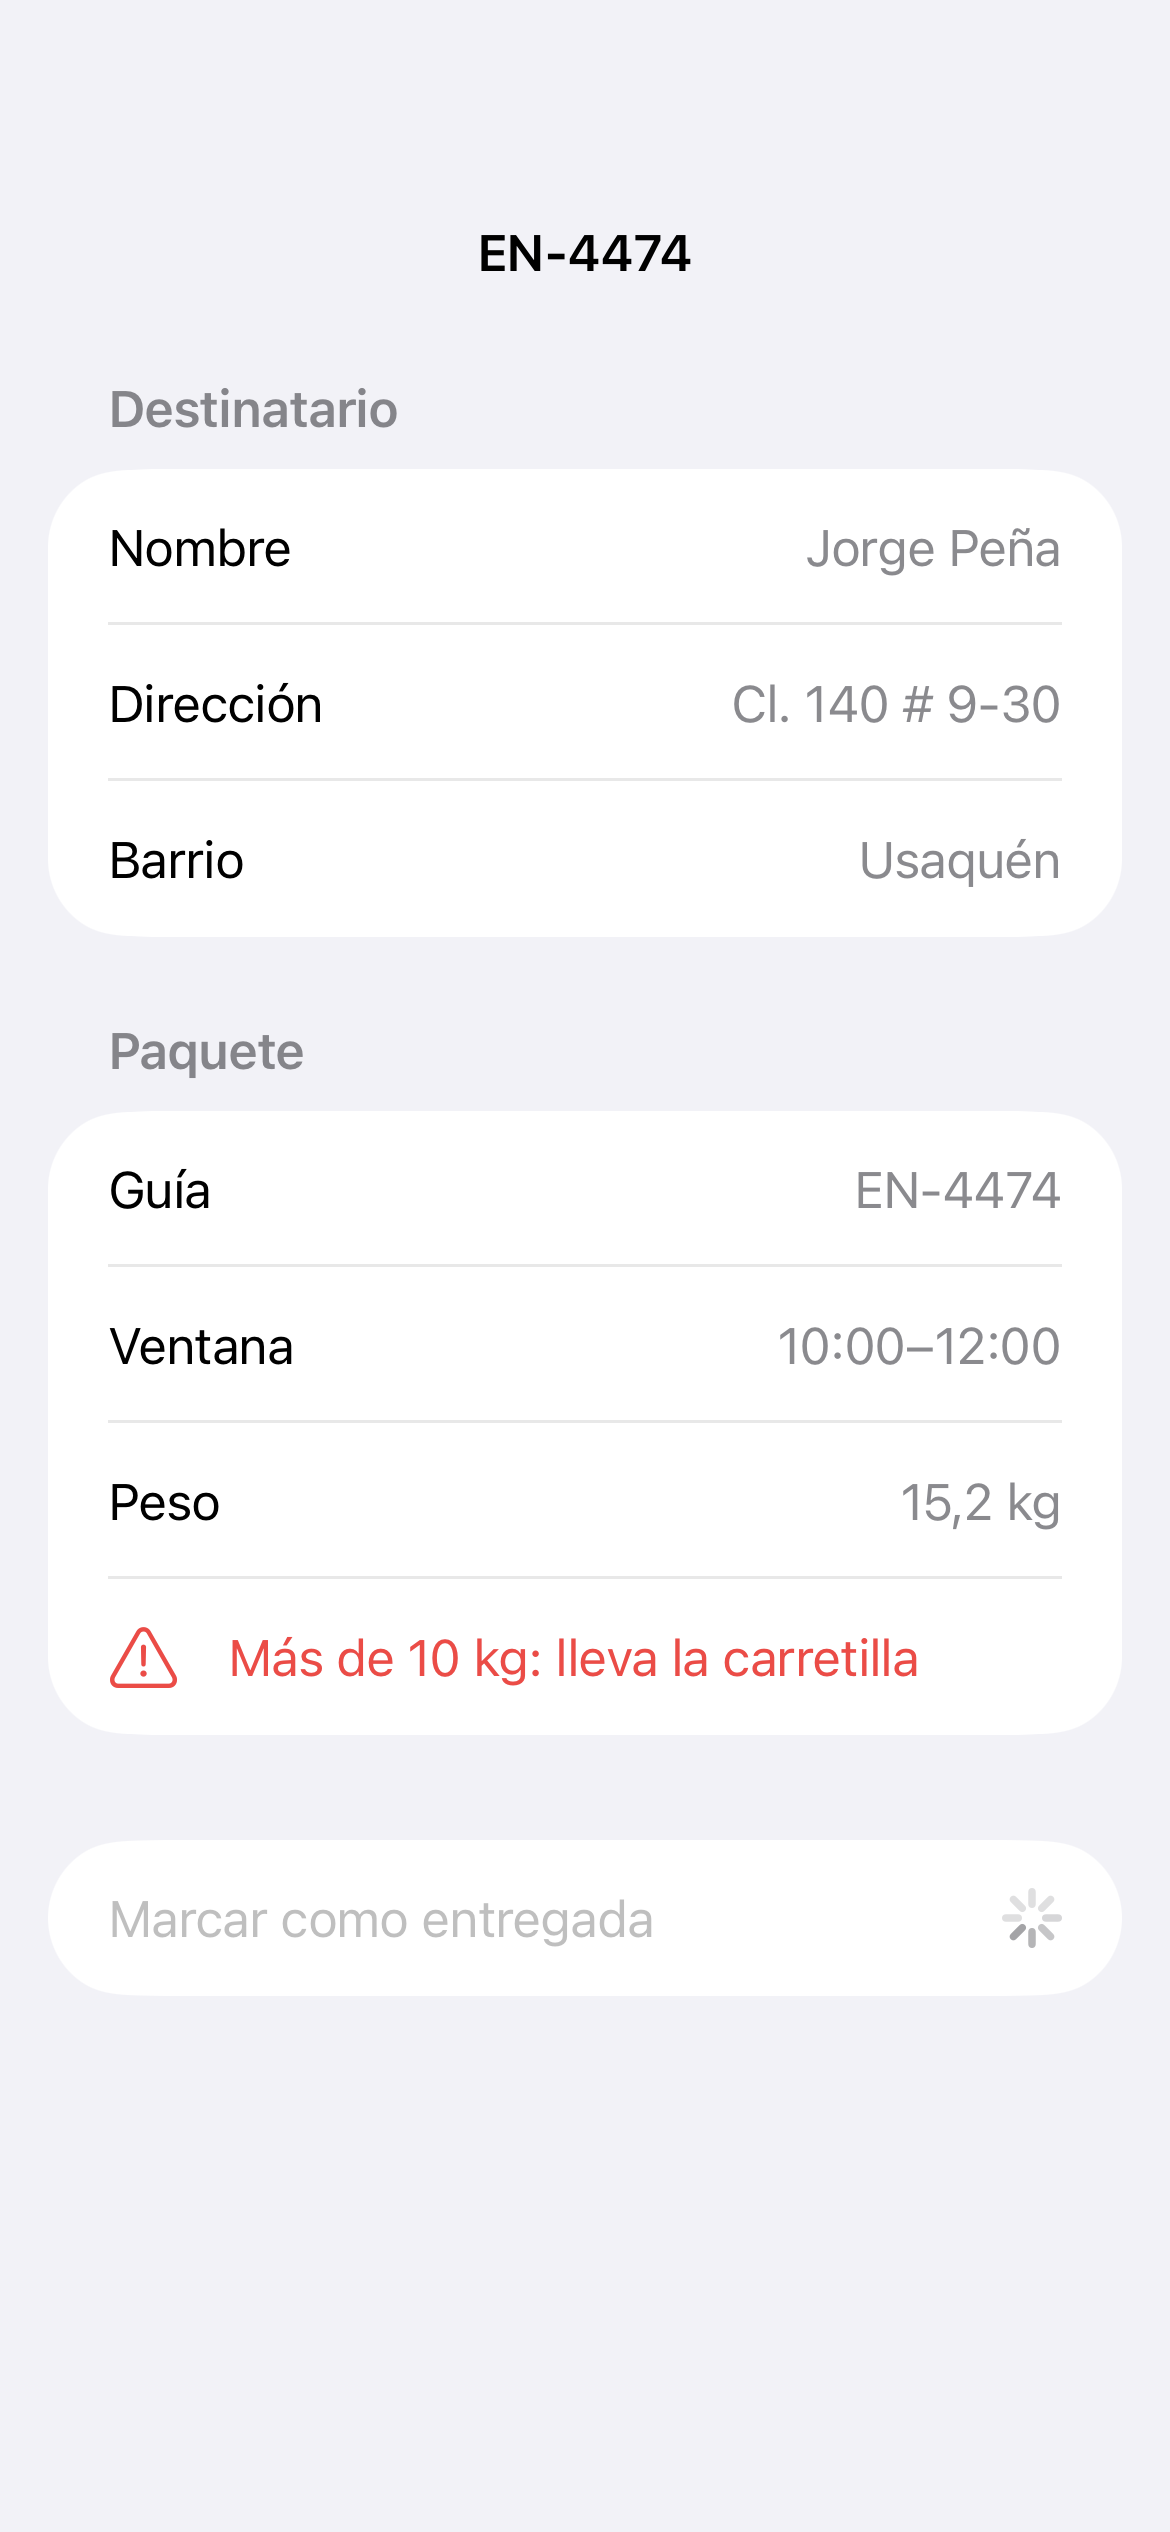 EN-4474
Destinatario
Nombre Jorge Peña
Dirección Cl. 140 # 9-30
Barrio Usaquén
Paquete
Guía EN-4474
Ventana 10:00–12:00
Peso 15,2 kg
Más de 10 kg: lleva la carretilla
Marcar como entregada